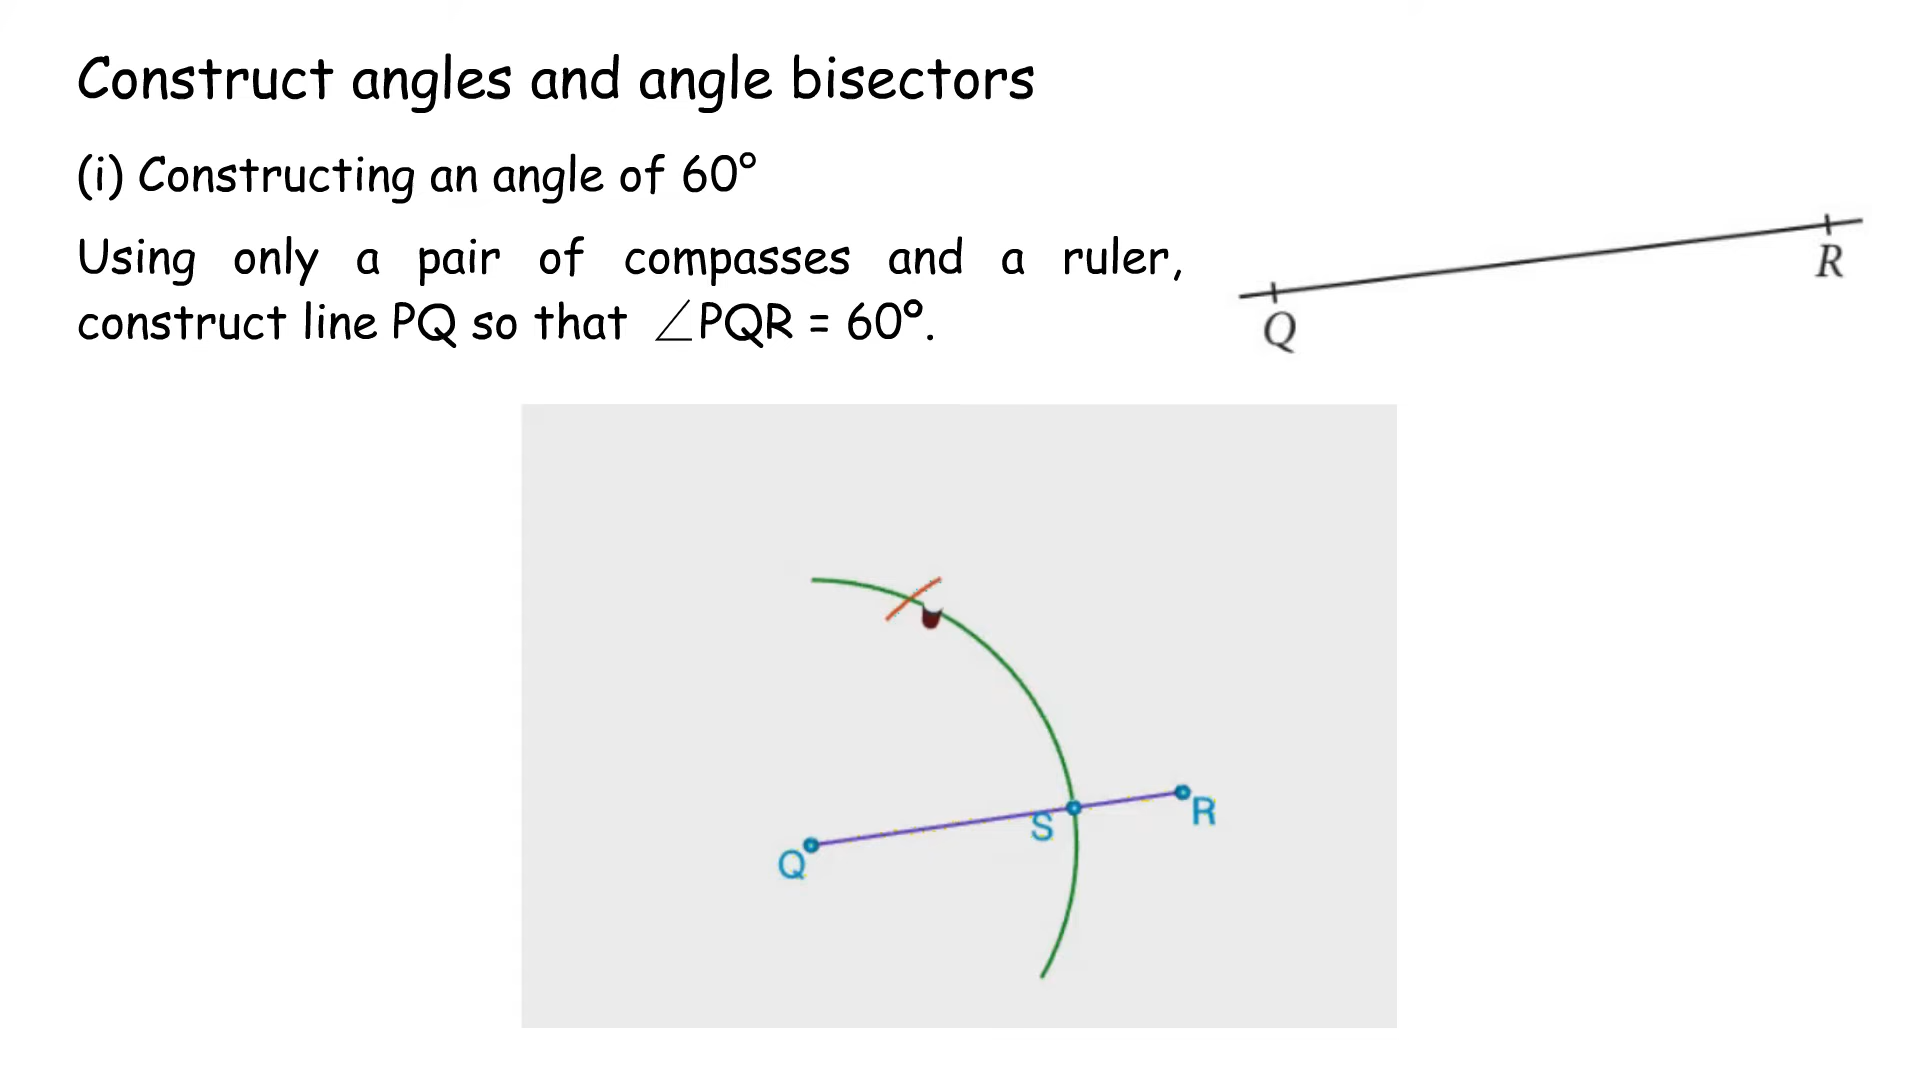 Construct angles and angle bisectors
(i) Constructing an angle of 60°
Using only a pair of compasses and a ruler,
construct line PQ so that ∠PQR = 60º.
R
Q
S
R
Q